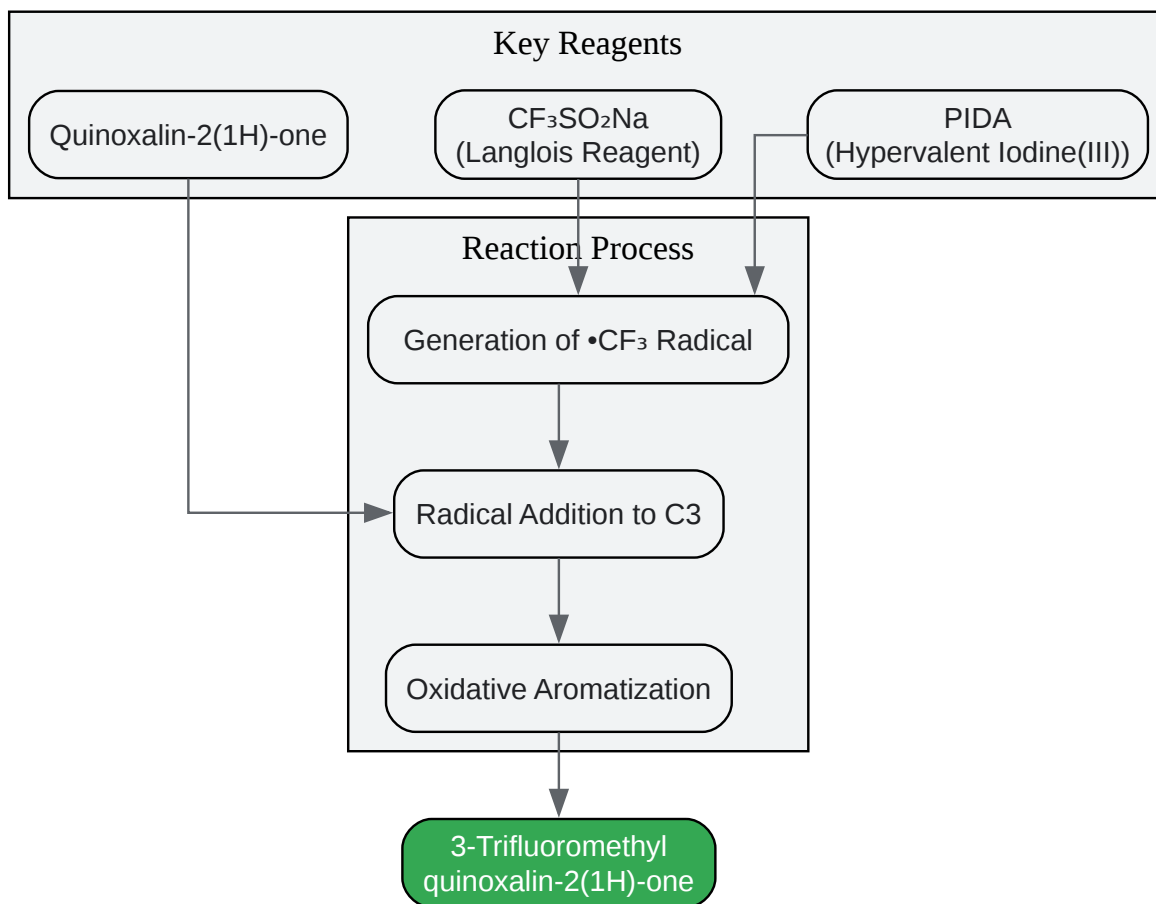 Key Reagents
Quinoxalin-2(1H)-one
CF₃SO₂Na
(Langlois Reagent)
PIDA
(Hypervalent Iodine(III))
Reaction Process
Generation of •CF₃ Radical
Radical Addition to C3
Oxidative Aromatization
3-Trifluoromethyl
quinoxalin-2(1H)-one